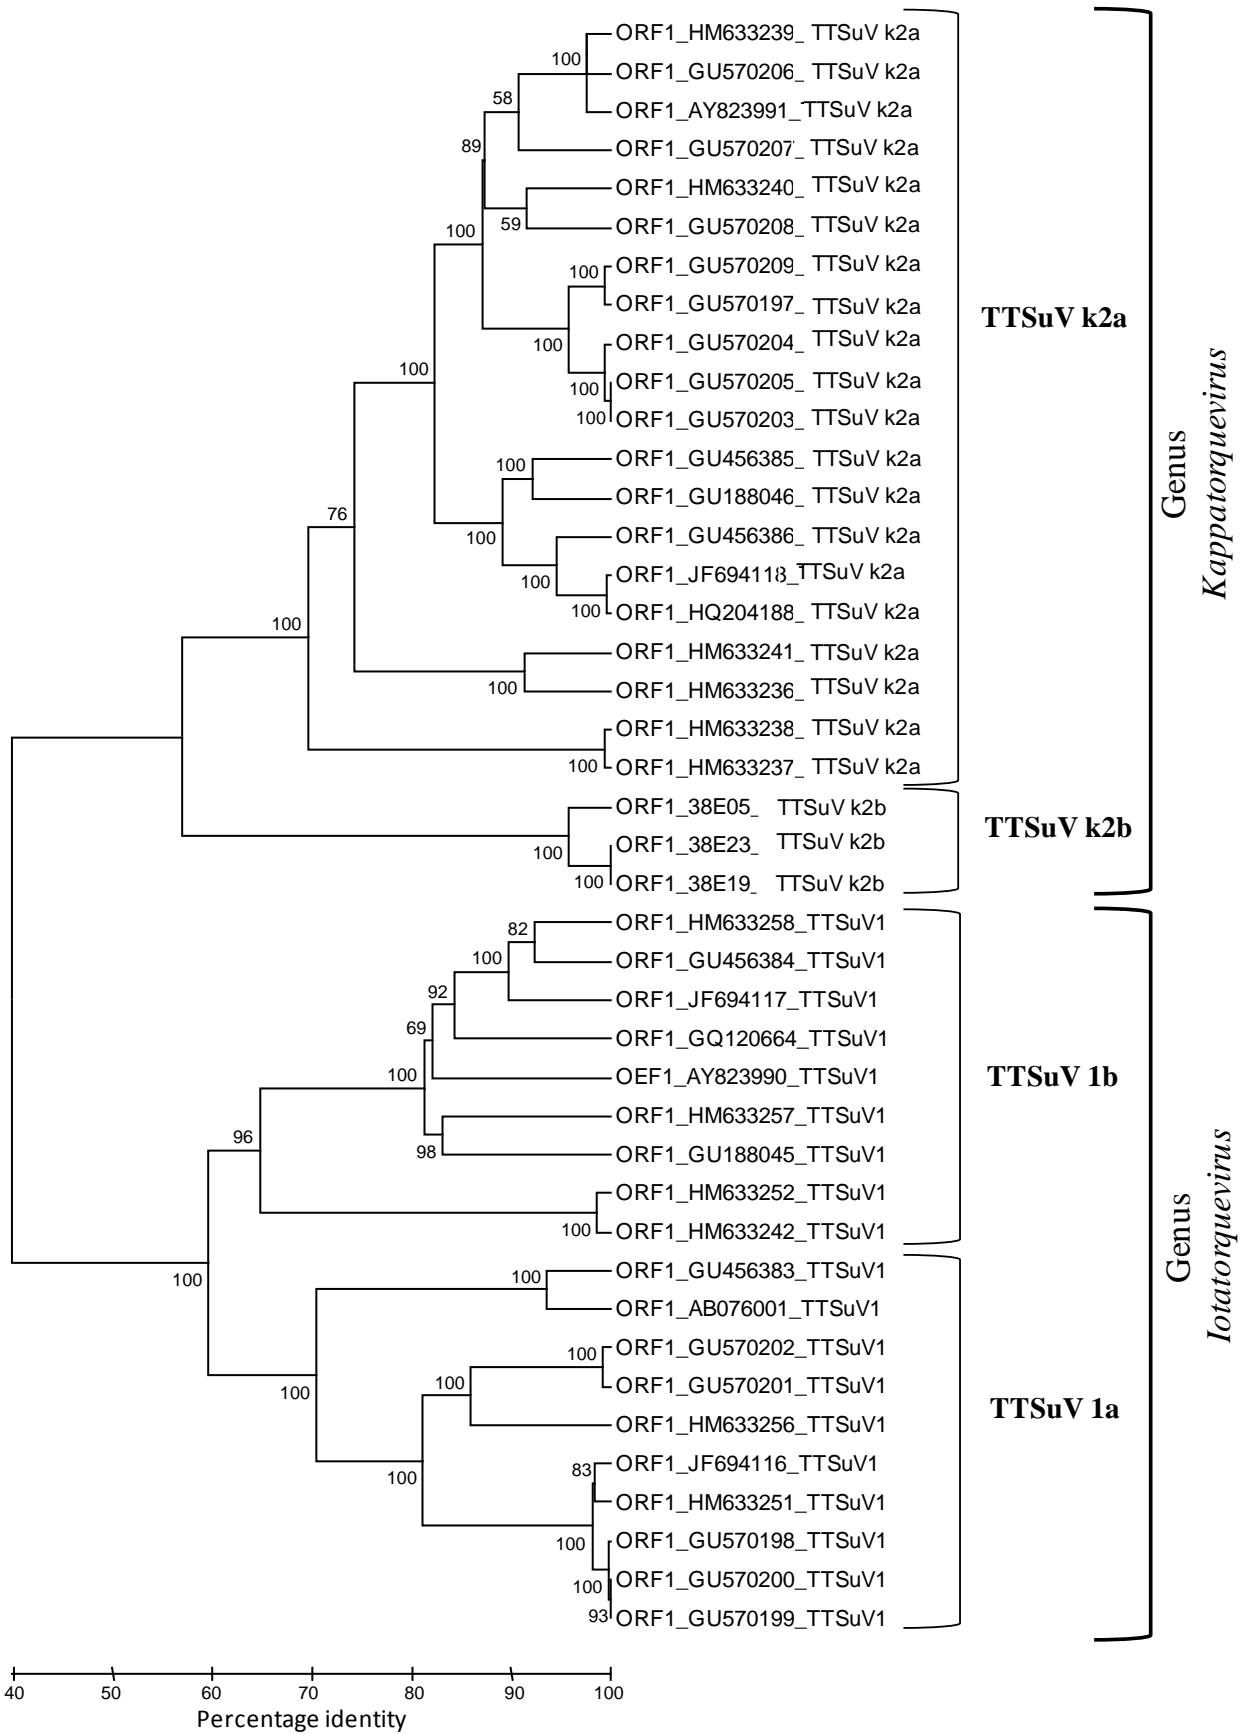 ORF1_HM633239_ TTSuV k2a
100
ORF1_GU570206_ TTSuV k2a
58
ORF1_AY823991_TTSuV k2a
89
ORF1_GU570207_ TTSuV k2a
ORF1_HM633240_ TTSuV k2a
59
ORF1_GU570208_ TTSuV k2a
100
ORF1_GU570209_ TTSuV k2a
100
ORF1_GU570197_ TTSuV k2a
TTSuV k2a
100
ORF1_GU570204_ TTSuV k2a
100
ORF1_GU570205_ TTSuV k2a
100
100
ORF1_GU570203_ TTSuV k2a
ORF1_GU456385_ TTSuV k2a
100
ORF1_GU188046_ TTSuV k2a
76
100
ORF1_GU456386_ TTSuV k2a
ORF1_JF694118_TTSuV k2a
100
100
ORF1_HQ204188_ TTSuV k2a
100
ORF1_HM633241_ TTSuV k2a
100
ORF1_HM633236_ TTSuV k2a
ORF1_HM633238_ TTSuV k2a
100
ORF1_HM633237_ TTSuV k2a
Genus
Kappatorquevirus
ORF1_38E05_ TTSuV k2b
TTSuV k2b
100
ORF1_38E23_ TTSuV k2b
100
ORF1_38E19_ TTSuV k2b
ORF1_HM633258_TTSuV1
82
ORF1_GU456384_TTSuV1
100
ORF1_JF694117_TTSuV1
92
ORF1_GQ120664_TTSuV1
69
OEF1_AY823990_TTSuV1
100
TTSuV 1b
ORF1_HM633257_TTSuV1
98
ORF1_GU188045_TTSuV1
96
ORF1_HM633252_TTSuV1
100
ORF1_HM633242_TTSuV1
Genus
Iotatorquevirus
100
ORF1_GU456383_TTSuV1
100
ORF1_AB076001_TTSuV1
ORF1_GU570202_TTSuV1
100
100
ORF1_GU570201_TTSuV1
100
TTSuV 1a
ORF1_HM633256_TTSuV1
100
ORF1_JF694116_TTSuV1
83
ORF1_HM633251_TTSuV1
100
ORF1_GU570198_TTSuV1
100
ORF1_GU570200_TTSuV1
93
ORF1_GU570199_TTSuV1
40 50 60 70 80 90 100
Percentage identity